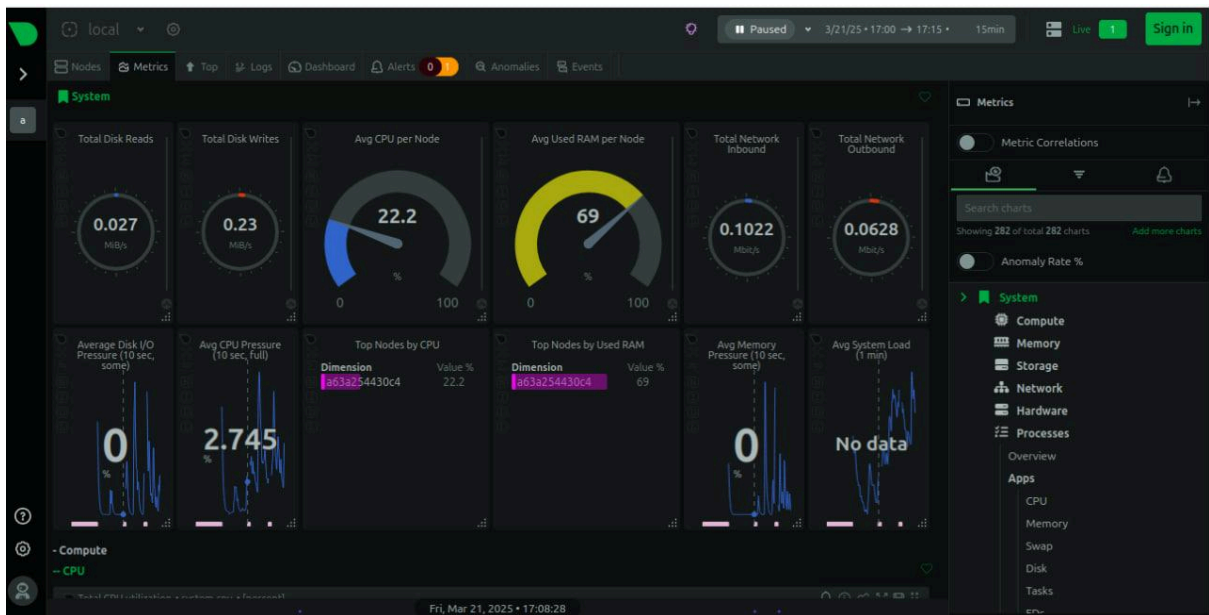 local
Paused 3/21/25 • 17:00 → 17:15 • 15min
Live 1
Sign in
Nodes Metrics Top Logs Dashboard Alerts 0 1 Anomalies Events
a
System
Total Disk Reads
0.027
MiB/s
Total Disk Writes
0.23
MiB/s
Avg CPU per Node
22.2
%
0 100
Avg Used RAM per Node
69
%
0 100
Total Network
Inbound
0.1022
Mbit/s
Total Network
Outbound
0.0628
Mbit/s
Average Disk I/O
Pressure (10 sec,
some)
0
%
Avg CPU Pressure
(10 sec, full)
2.745
%
Top Nodes by CPU
Dimension Value %
a63a254430c4 22.2
Top Nodes by Used RAM
Dimension Value %
a63a254430c4 69
Avg Memory
Pressure (10 sec,
some)
0
%
Avg System Load
(1 min)
No data
- Compute
-- CPU
Total CPU utilization • system.cpu • [percent]
Fri, Mar 21, 2025 • 17:08:28
Metrics
Metric Correlations
Search charts
Showing 282 of total 282 charts Add more charts
Anomaly Rate %
System
Compute
Memory
Storage
Network
Hardware
Processes
Overview
Apps
CPU
Memory
Swap
Disk
Tasks
FDs